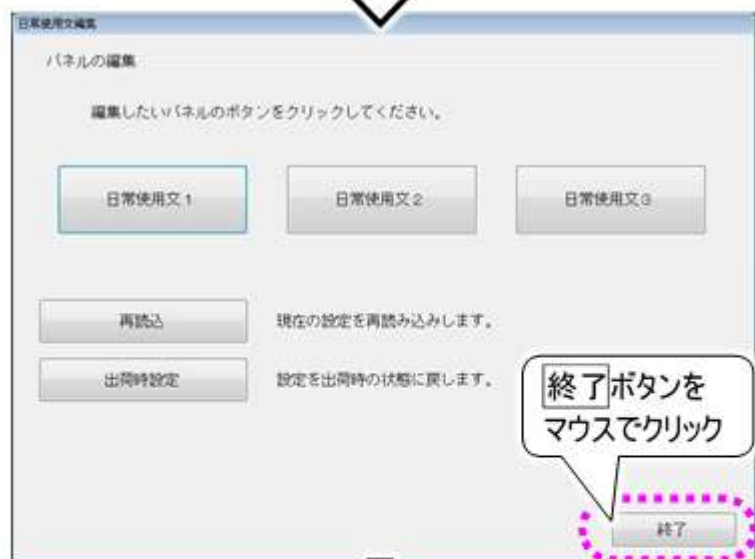 日常使用文編集
パネルの編集
編集したいパネルのボタンをクリックしてください。
日常使用文1
日常使用文2
日常使用文3
再読込
現在の設定を再読み込みします。
出荷時設定
設定を出荷時の状態に戻します。
終了ボタンを
マウスでクリック
終了